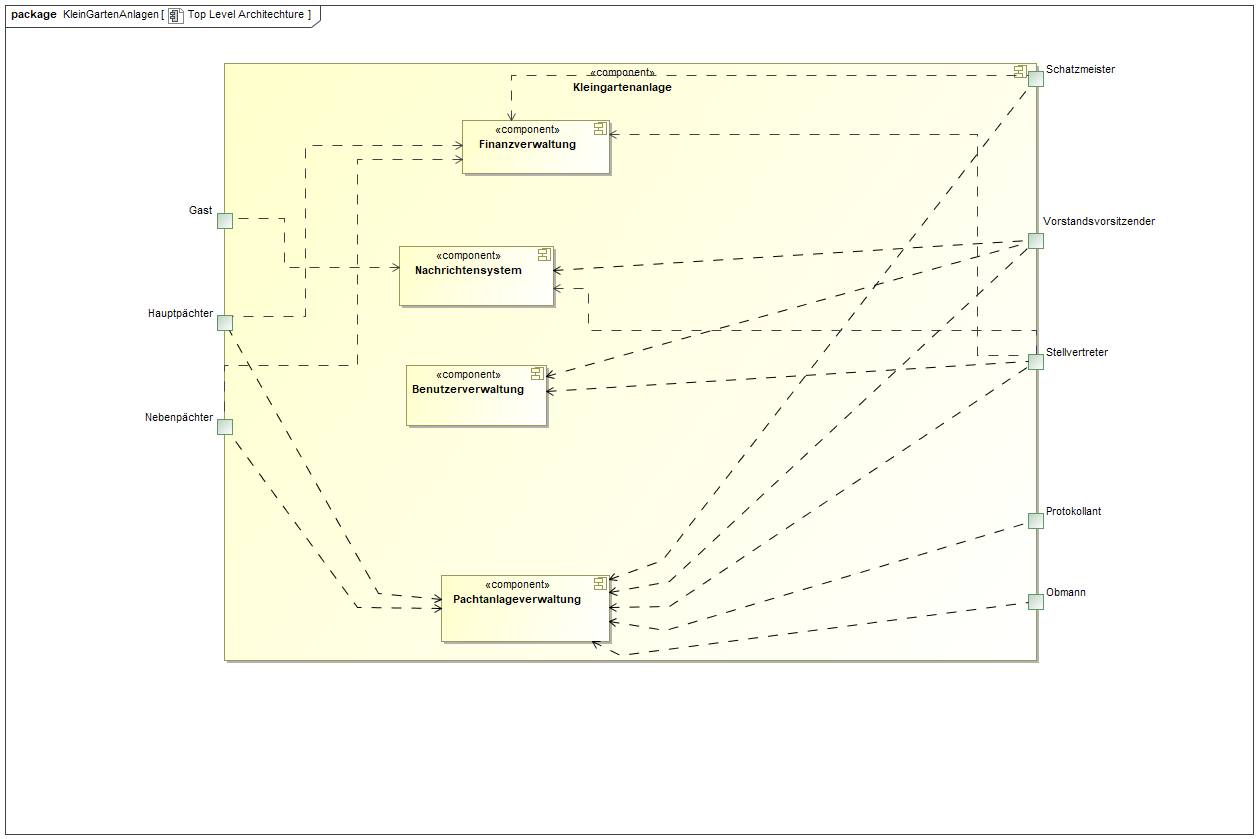 package KleinGartenAnlagen [ Top Level Architechture ]
«component»
Kleingartenanlage
Schatzmeister
«component»
Finanzverwaltung
Gast
Vorstandsvorsitzender
«component»
Nachrichtensystem
Hauptpächter
Stellvertreter
«component»
Benutzerverwaltung
Nebenpächter
Protokollant
«component»
Pachtanlageverwaltung
Obmann